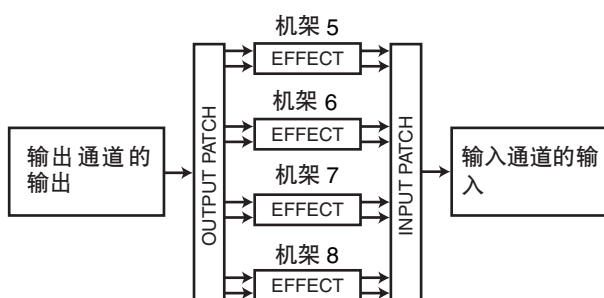 机架 5
EFFECT
机架 6
EFFECT
机架 7
EFFECT
机架 8
EFFECT
输出通道的
输出
OUTPUT PATCH
INPUT PATCH
输入通道的输
入